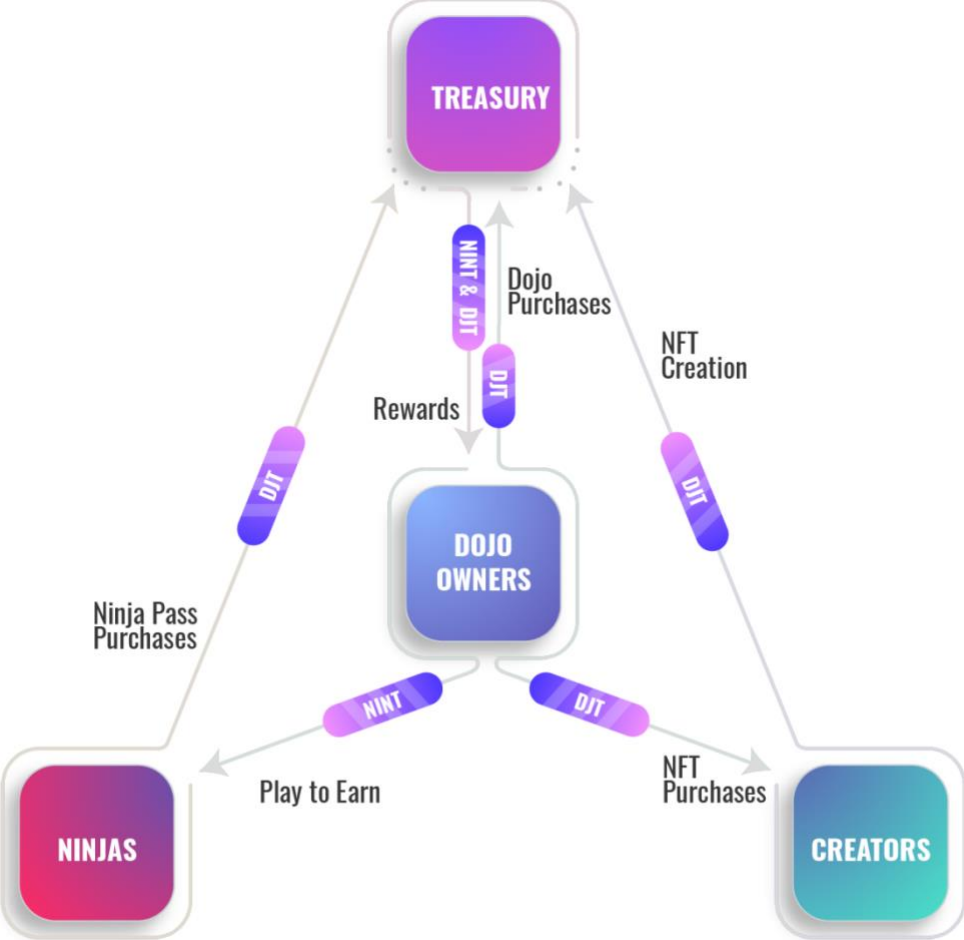 TREASURY
NINT & DJT
Dojo
Purchases
DJT
NFT
Creation
Rewards
DJT
DJT
DOJO
OWNERS
Ninja Pass
Purchases
NINT
DJT
Play to Earn
NFT
Purchases
NINJAS
CREATORS